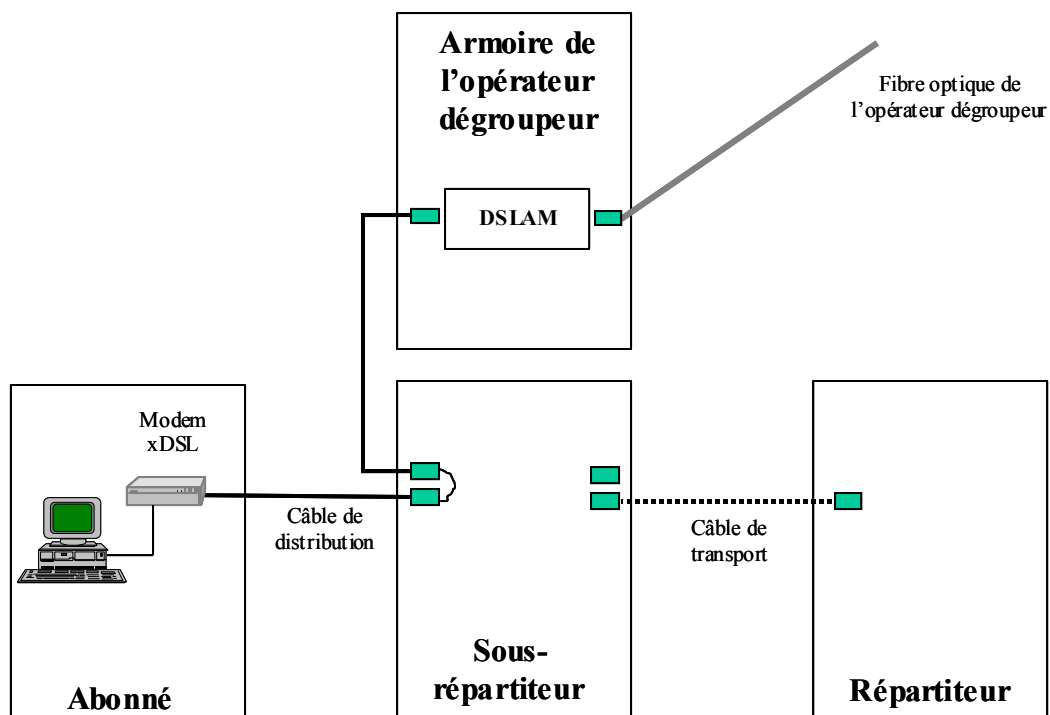 Armoire de
l'opérateur
dégroupeur
Fibre optique de
l'opérateur dégroupeur
DSLAM
Modem
xDSL
Câble de
distribution
Câble de
transport
Abonné
Sous-
répartiteur
Répartiteur